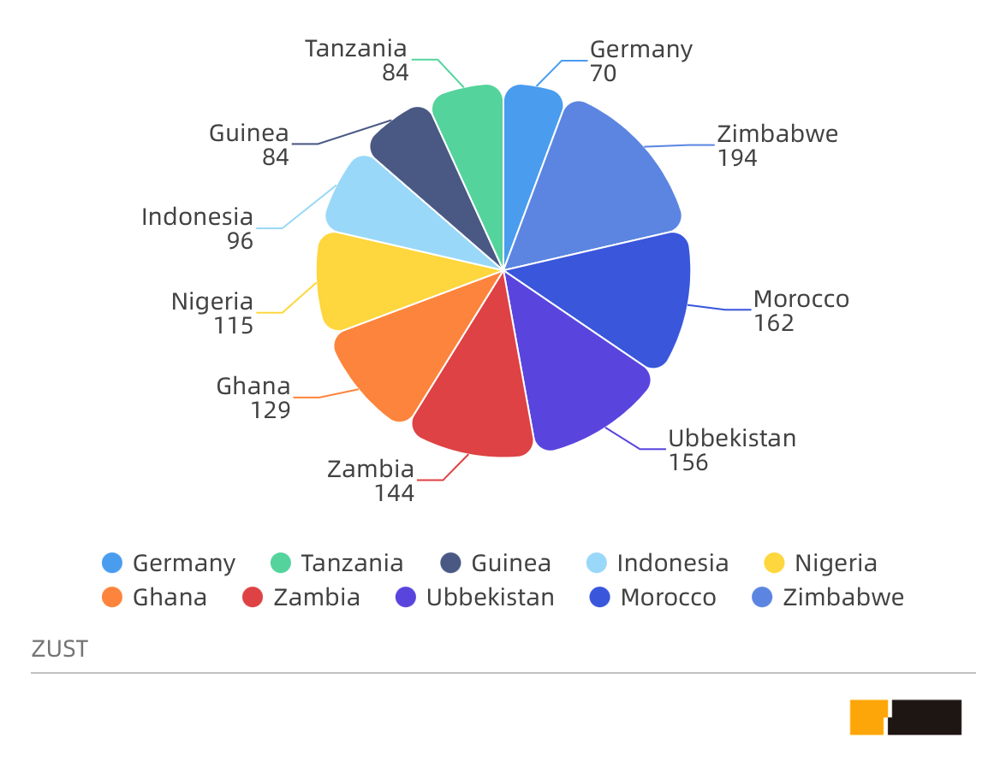 Tanzania
84
Germany
70
Guinea
84
Zimbabwe
194
Indonesia
96
Nigeria
115
Morocco
162
Ghana
129
Ubbekistan
156
Zambia
144
Germany Tanzania Guinea Indonesia Nigeria
Ghana Zambia Ubbekistan Morocco Zimbabwe
ZUST